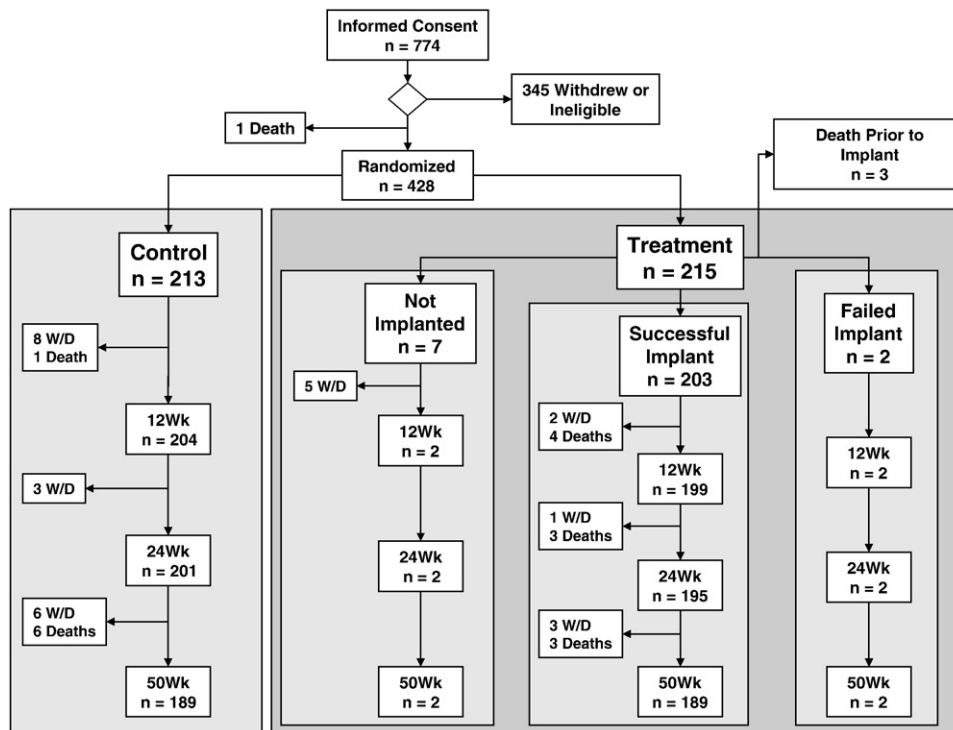 Informed Consent
n = 774
345 Withdrew or
Ineligible
1 Death
Death Prior to
Implant
n = 3
Randomized
n = 428
Control
n = 213
8 W/D
1 Death
12Wk
n = 204
3 W/D
24Wk
n = 201
6 W/D
6 Deaths
50Wk
n = 189
Treatment
n = 215
Not
Implanted
n = 7
5 W/D
12Wk
n = 2
24Wk
n = 2
50Wk
n = 2
Successful
Implant
n = 203
2 W/D
4 Deaths
12Wk
n = 199
1 W/D
3 Deaths
24Wk
n = 195
3 W/D
3 Deaths
50Wk
n = 189
Failed
Implant
n = 2
12Wk
n = 2
24Wk
n = 2
50Wk
n = 2